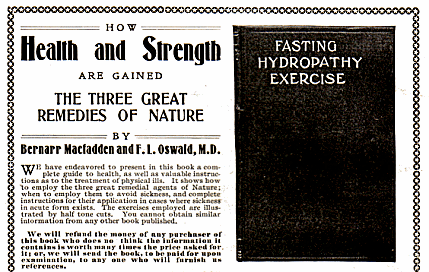 HOW
Health and Strength
ARE GAINED
THE THREE GREAT
REMEDIES OF NATURE
BY
Bernarr Macfadden and F. L. Oswald, M.D.
WE have endeavored to present in this book a com-
plete guide to health, as well as valuable instruc-
tions as to the treatment of physical ills. It shows how
to employ the three great remedial agents of Nature;
when to employ them to avoid sickness, and complete
instructions for their application in cases where sickness
in acute form exists. The exercises employed are illus-
trated by half tone cuts. You cannot obtain similar
information from any other book published.
We will refund the money of any purchaser of
this book who does no think the information it
contains is worth many times the price asked for
it; or, we will send the book, to be paid for upon
examination, to any one who will furnish us
references.
FASTING
HYDROPATHY
EXERCISE